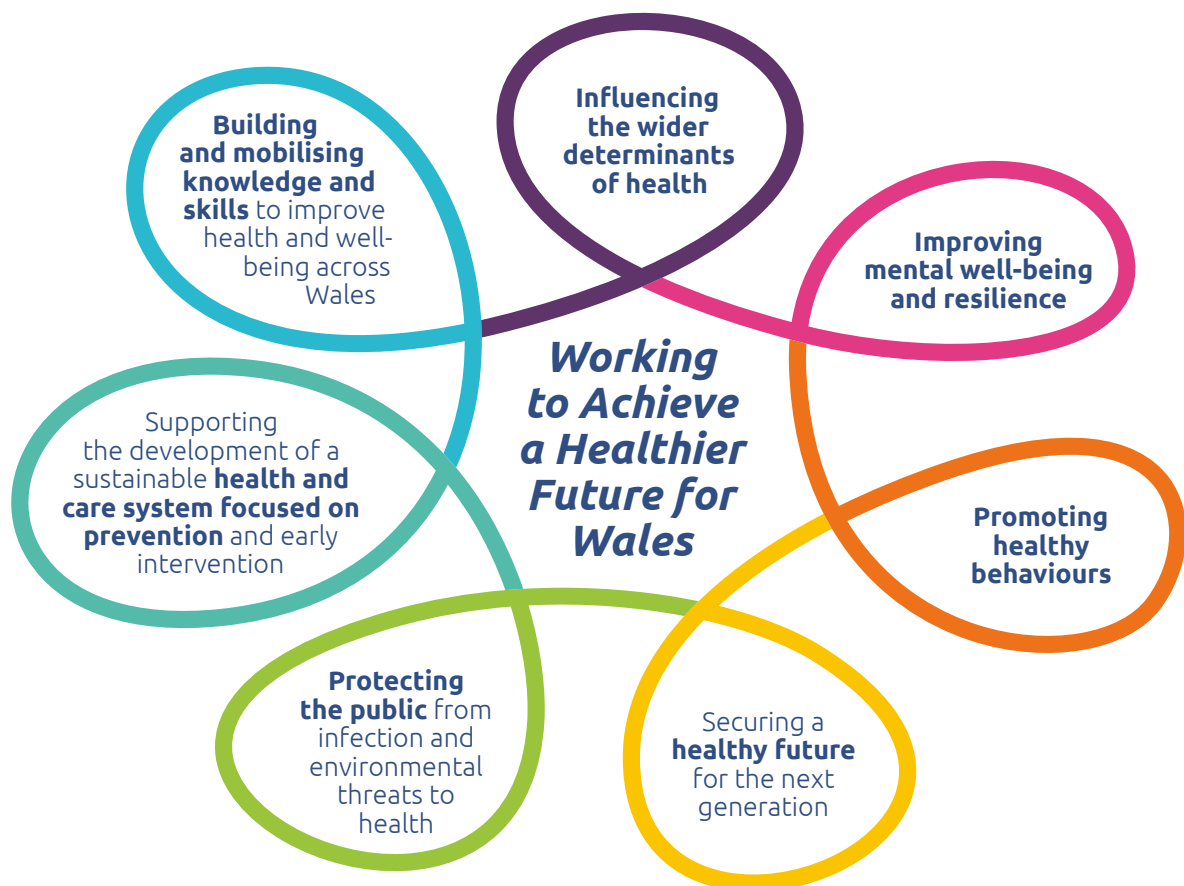 Influencing
the wider
determinants
of health
Improving
mental well-being
and resilience
Promoting
healthy
behaviours
Securing a
healthy future
for the next
generation
Protecting
the public from
infection and
environmental
threats to
health
Supporting
the development of a
sustainable health and
care system focused on
prevention and early
intervention
Building
and mobilising
knowledge and
skills to improve
health and well-
being across
Wales
Working
to Achieve
a Healthier
Future for
Wales